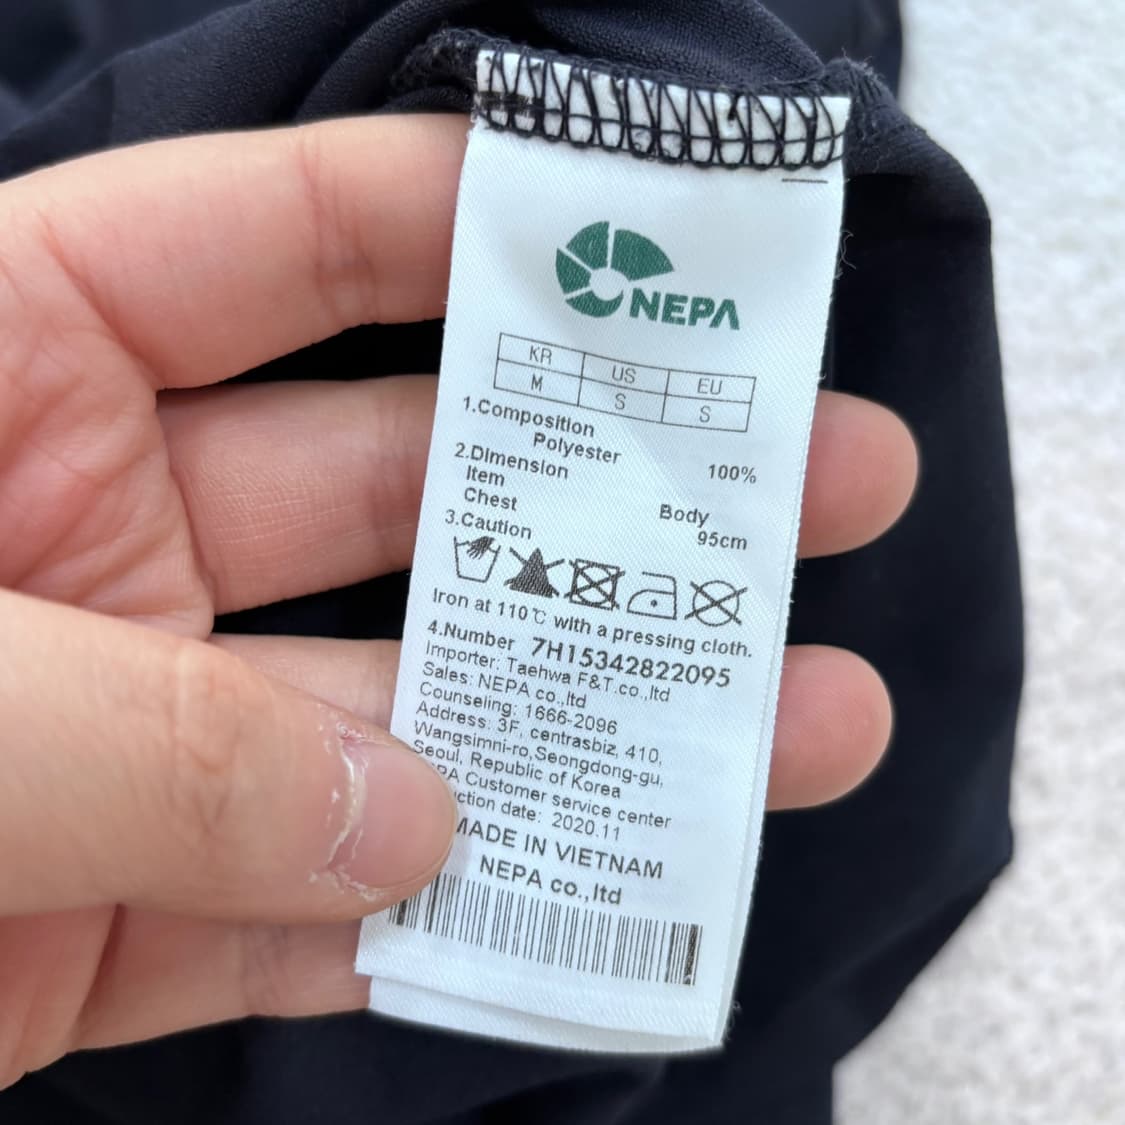 NEPA
KR US EU
M S S
1.Composition
Polyester 100%
2.Dimension
Item Body
Chest 95cm
3.Caution
Iron at 110℃ with a pressing cloth.
4.Number 7H15342822095
Importer: Taehwa F&T.co.,ltd
Sales: NEPA co.,ltd
Counseling: 1666-2096
Address: 3F, centrasbiz, 410,
Wangsimni-ro,Seongdong-gu,
Seoul, Republic of Korea
PA Customer service center
ction date: 2020.11
MADE IN VIETNAM
NEPA co.,ltd